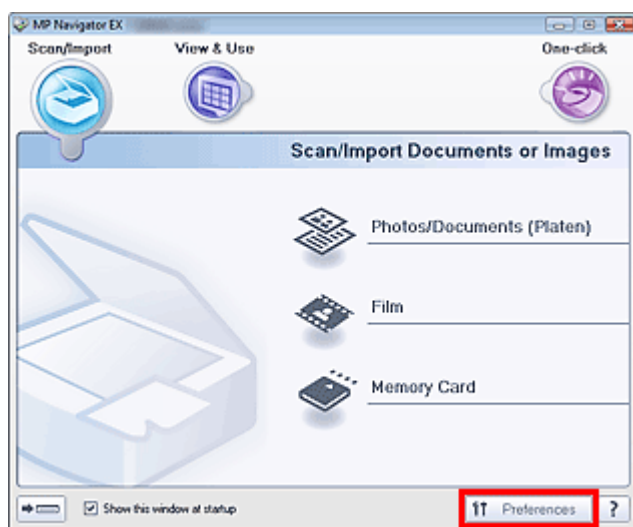 MP Navigator EX
Scan/Import
View & Use
One-click
Scan/Import Documents or Images
Photos/Documents (Platen)
Film
Memory Card
Show this window at startup
Preferences
?